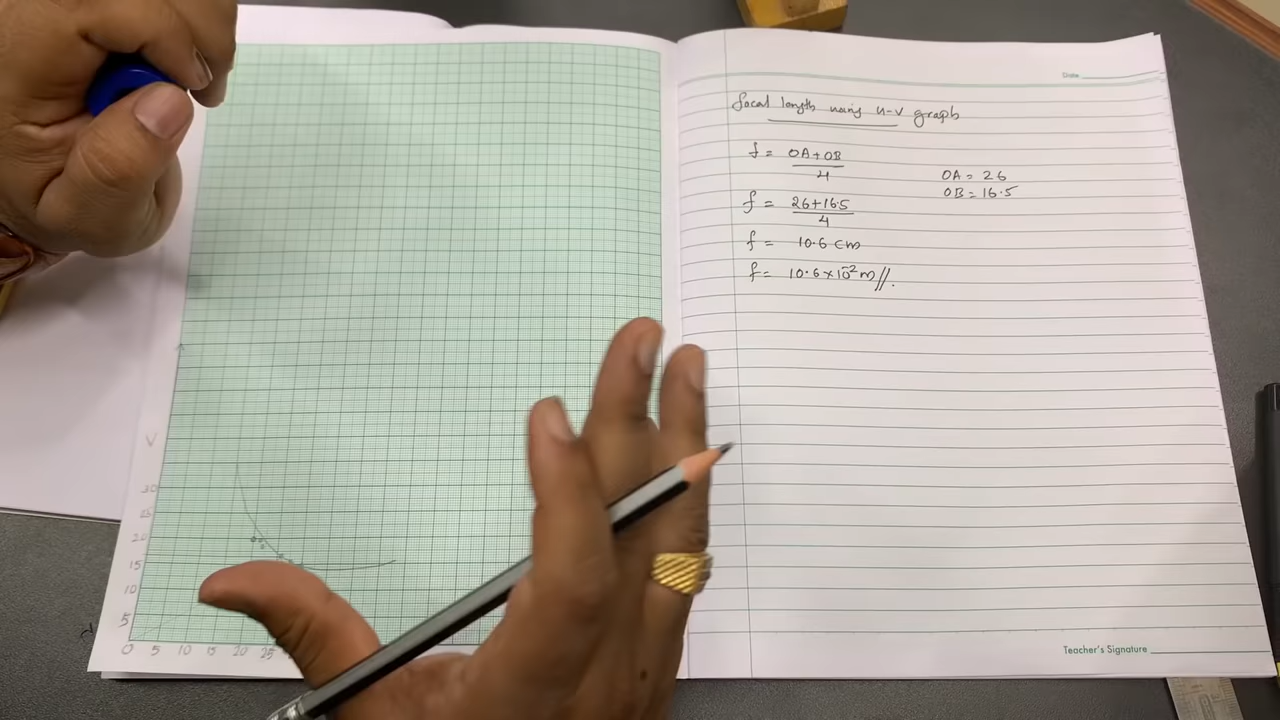 Date
focal length using u-v graph
f = OA+OB
4
OA = 26
OB = 16.5
f = 26+16.5
4
f = 10.6 cm
f = 10.6 x 10⁻² m//.
V
30
25
20
15
10
5
0 5 10 15 20 25
Teacher's Signature